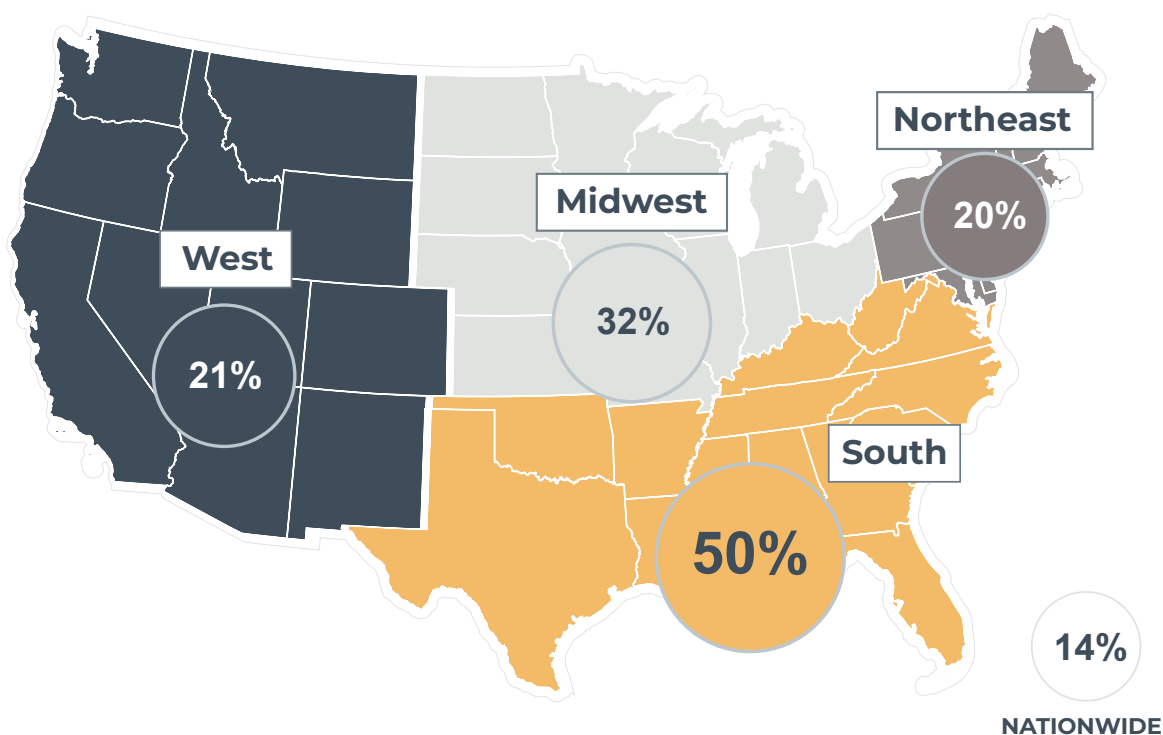 Northeast
20%
Midwest
32%
West
21%
South
50%
14%
NATIONWIDE